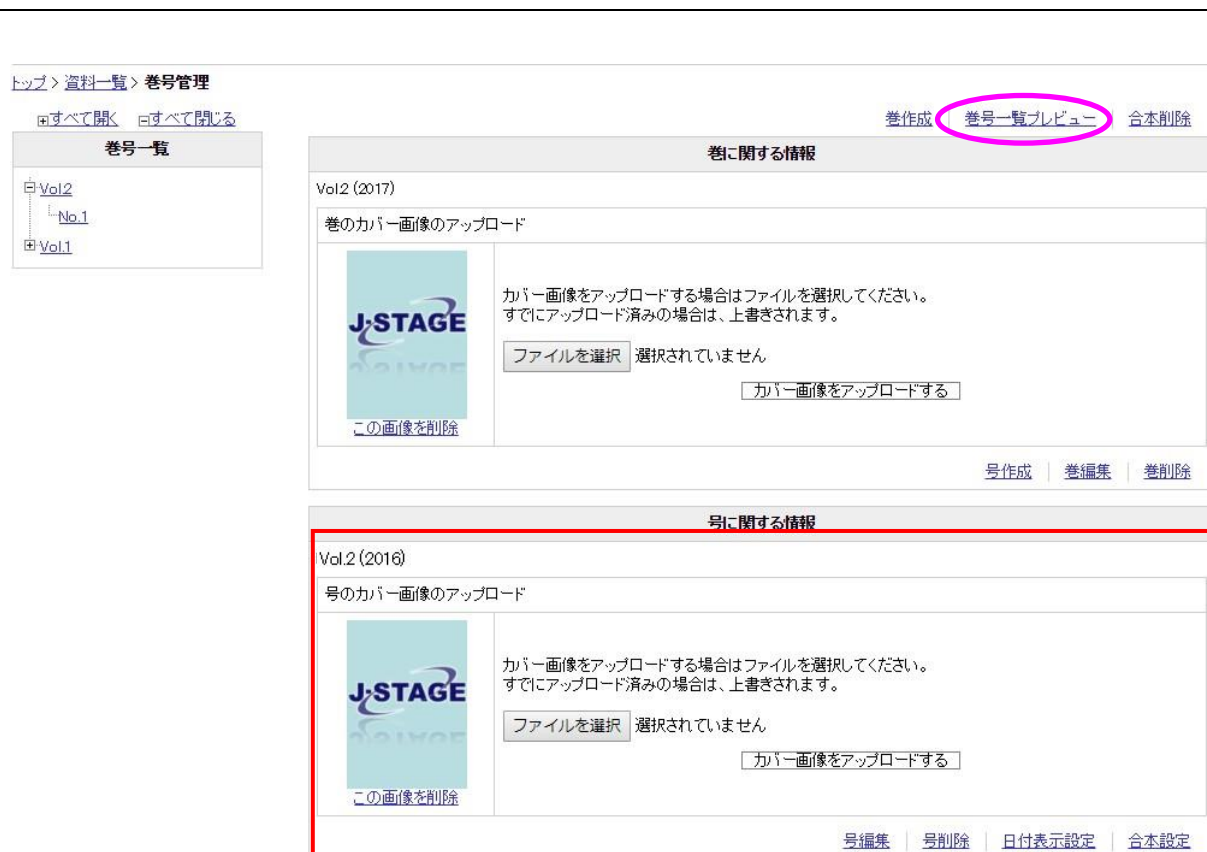 トップ > 資料一覧 > 巻号管理
すべて開く すべて閉じる
巻作成 巻号一覧プレビュー 合本削除
巻号一覧
Vol.2
No.1
Vol.1
巻に関する情報
Vol.2 (2017)
巻のカバー画像のアップロード
J-STAGE
カバー画像をアップロードする場合はファイルを選択してください。
すでにアップロード済みの場合は、上書きされます。
ファイルを選択 選択されていません
カバー画像をアップロードする
この画像を削除
号作成 巻編集 巻削除
号に関する情報
Vol.2 (2016)
号のカバー画像のアップロード
J-STAGE
カバー画像をアップロードする場合はファイルを選択してください。
すでにアップロード済みの場合は、上書きされます。
ファイルを選択 選択されていません
カバー画像をアップロードする
この画像を削除
号編集 号削除 日付表示設定 合本設定